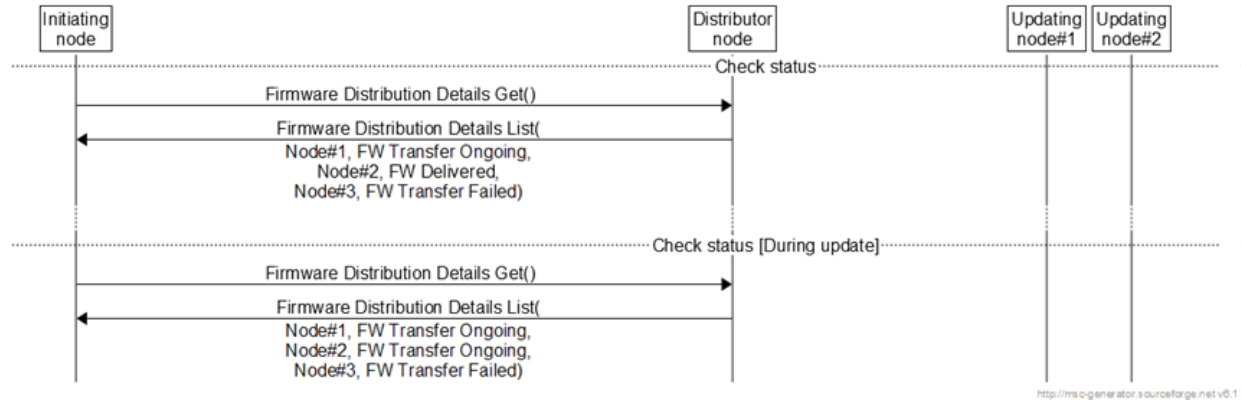 Initiating
node
Distributor
node
Updating
node#1
Updating
node#2
Check status
Firmware Distribution Details Get()
Firmware Distribution Details List(
Node#1, FW Transfer Ongoing,
Node#2, FW Delivered,
Node#3, FW Transfer Failed)
Check status [During update]
Firmware Distribution Details Get()
Firmware Distribution Details List(
Node#1, FW Transfer Ongoing,
Node#2, FW Transfer Ongoing,
Node#3, FW Transfer Failed)
http://msc-generator.sourceforge.net v6.1